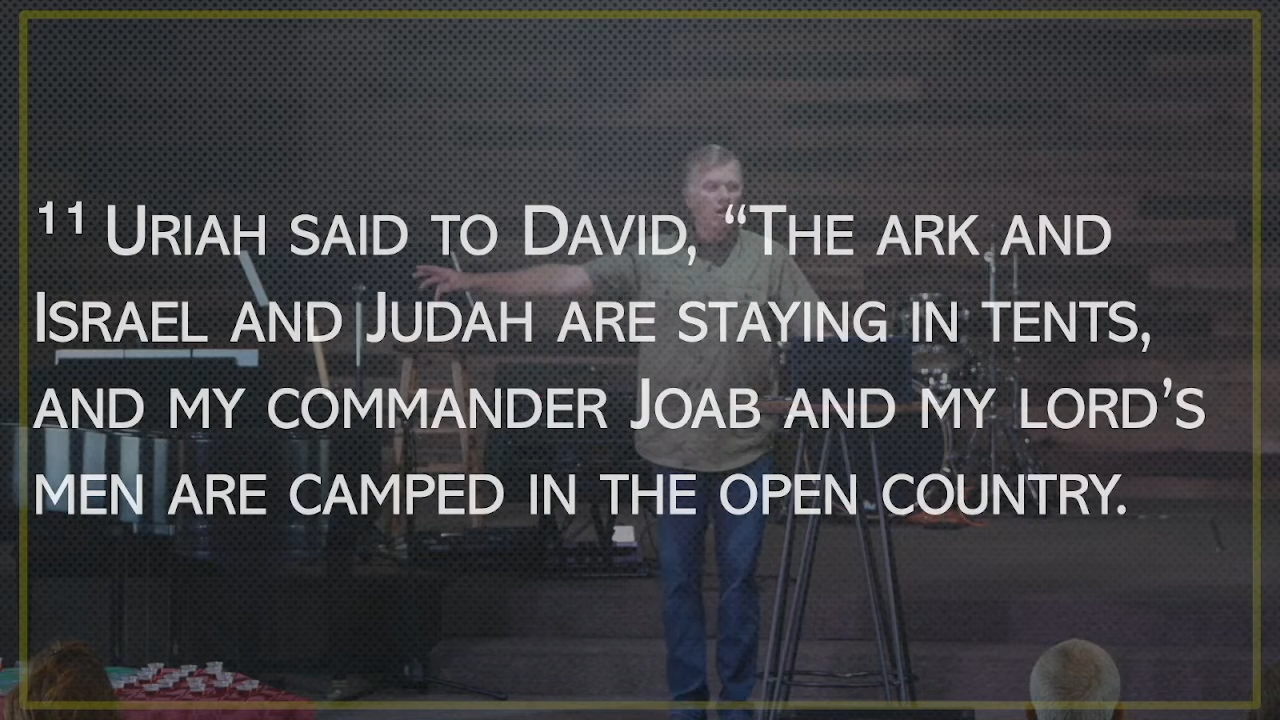 ¹¹ Uriah said to David, “The ark and
Israel and Judah are staying in tents,
and my commander Joab and my lord’s
men are camped in the open country.